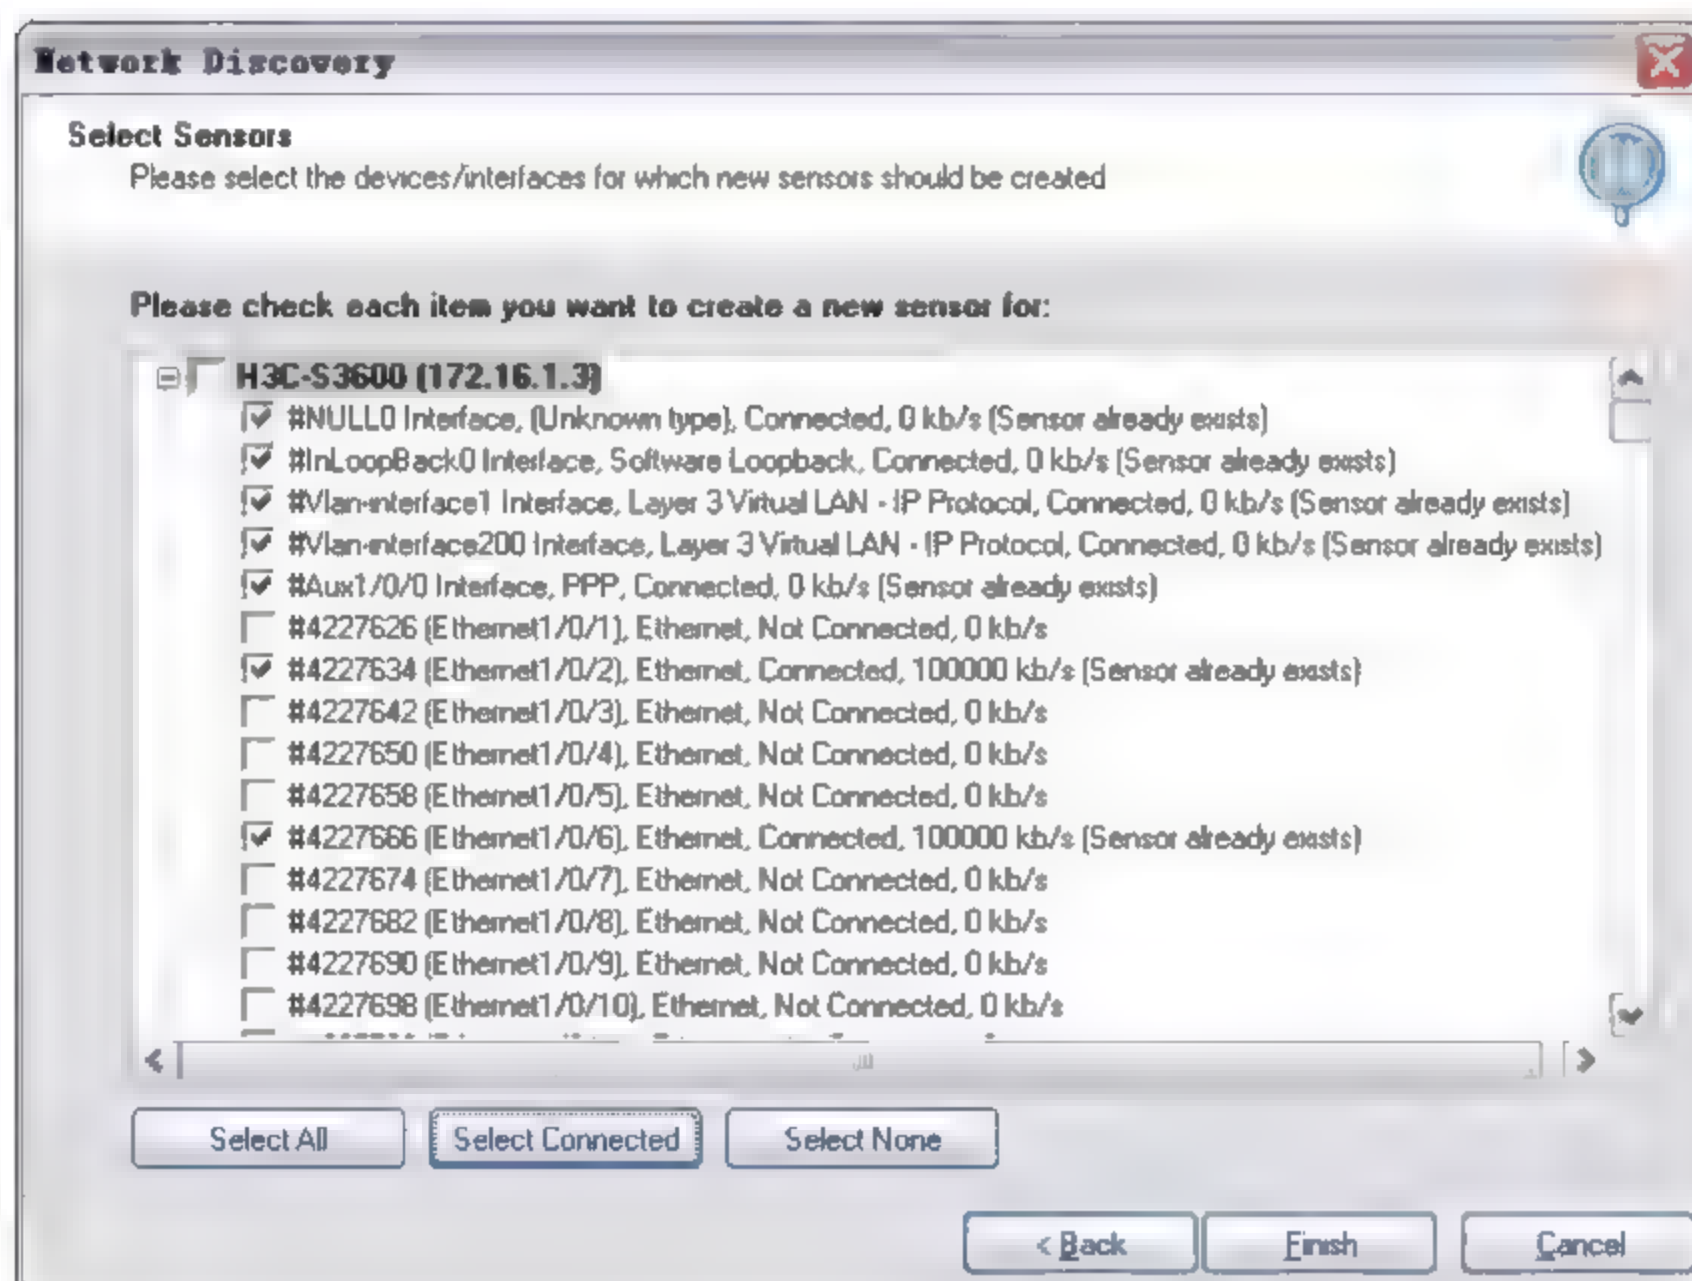 Network Discovery
Select Sensors
Please select the devices/interfaces for which new sensors should be created
Please check each item you want to create a new sensor for:
H3C-S3600 (172.16.1.3)
#NULL0 Interface, (Unknown type), Connected, 0 kb/s (Sensor already exists)
#InLoopBack0 Interface, Software Loopback, Connected, 0 kb/s (Sensor already exists)
#Vlan-interface1 Interface, Layer 3 Virtual LAN - IP Protocol, Connected, 0 kb/s (Sensor already exists)
#Vlan-interface200 Interface, Layer 3 Virtual LAN - IP Protocol, Connected, 0 kb/s (Sensor already exists)
#Aux1/0/0 Interface, PPP, Connected, 0 kb/s (Sensor already exists)
#4227626 (Ethernet1/0/1), Ethernet, Not Connected, 0 kb/s
#4227634 (Ethernet1/0/2), Ethernet, Connected, 100000 kb/s (Sensor already exists)
#4227642 (Ethernet1/0/3), Ethernet, Not Connected, 0 kb/s
#4227650 (Ethernet1/0/4), Ethernet, Not Connected, 0 kb/s
#4227658 (Ethernet1/0/5), Ethernet, Not Connected, 0 kb/s
#4227666 (Ethernet1/0/6), Ethernet, Connected, 100000 kb/s (Sensor already exists)
#4227674 (Ethernet1/0/7), Ethernet, Not Connected, 0 kb/s
#4227682 (Ethernet1/0/8), Ethernet, Not Connected, 0 kb/s
#4227690 (Ethernet1/0/9), Ethernet, Not Connected, 0 kb/s
#4227698 (Ethernet1/0/10), Ethernet, Not Connected, 0 kb/s
Select All Select Connected Select None
< Back Finish Cancel